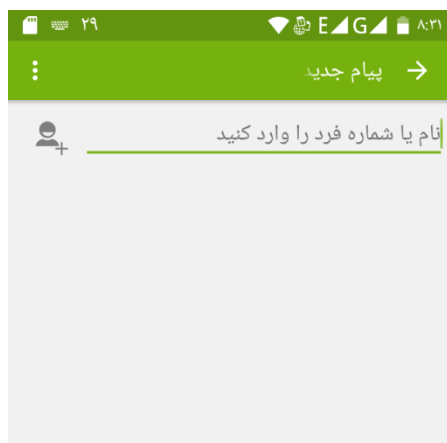 ۲۹ E G ۸:۳۱
پیام جدید
نام یا شماره فرد را وارد کنید